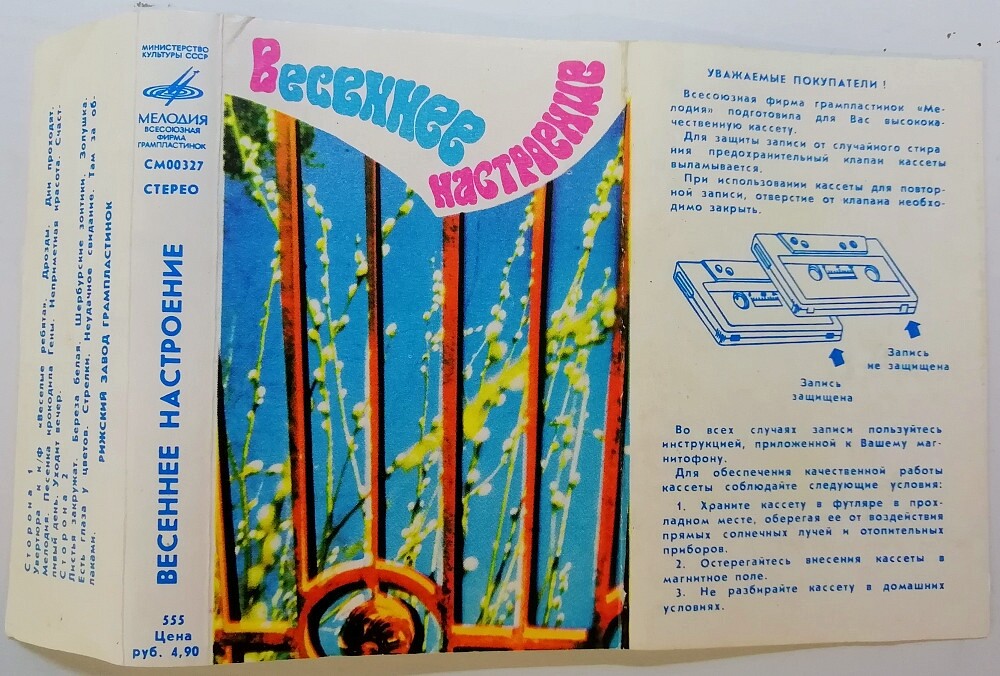 Сторона 1
Увертюра к к/ф «Веселые ребята». Дрозды. Дни проходят.
Мелодия. Песенка крокодила Гены. Неприметная красота. Счаст-
ливый день. Уходит вечер.
Сторона 2
Листья закружат. Береза белая. Шербурские зонтики. Золушка.
Есть глаза у цветов. Стрелки. Неудачное свидание. Там за об-
лаками.
РИЖСКИЙ ЗАВОД ГРАМПЛАСТИНОК
МИНИСТЕРСТВО
КУЛЬТУРЫ СССР
МЕЛОДИЯ
ВСЕСОЮЗНАЯ
ФИРМА
ГРАМПЛАСТИНОК
СМ00327
СТЕРЕО
ВЕСЕННЕЕ НАСТРОЕНИЕ
555
Цена
руб. 4,90
Весеннее
настроение
УВАЖАЕМЫЕ ПОКУПАТЕЛИ!
Всесоюзная фирма грампластинок «Ме-
лодия» подготовила для Вас высокока-
чественную кассету.
Для защиты записи от случайного стира
ния предохранительный клапан кассеты
выламывается.
При использовании кассеты для повтор-
ной записи, отверстие от клапана необхо-
димо закрыть.
Запись
не защищена
Запись
защищена
Во всех случаях записи пользуйтесь
инструкцией, приложенной к Вашему маг-
нитофону.
Для обеспечения качественной работы
кассеты соблюдайте следующие условия:
1. Храните кассету в футляре в прох-
ладном месте, оберегая ее от воздействия
прямых солнечных лучей и отопительных
приборов.
2. Остерегайтесь внесения кассеты в
магнитное поле.
3. Не разбирайте кассету в домашних
условиях.